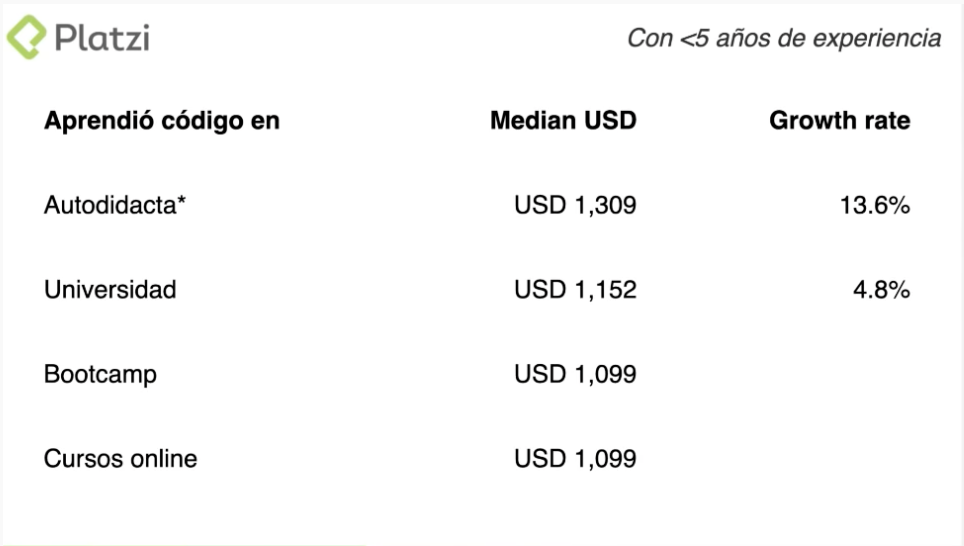 Platzi
Con <5 años de experiencia
Aprendió código en Median USD Growth rate
Autodidacta* USD 1,309 13.6%
Universidad USD 1,152 4.8%
Bootcamp USD 1,099
Cursos online USD 1,099